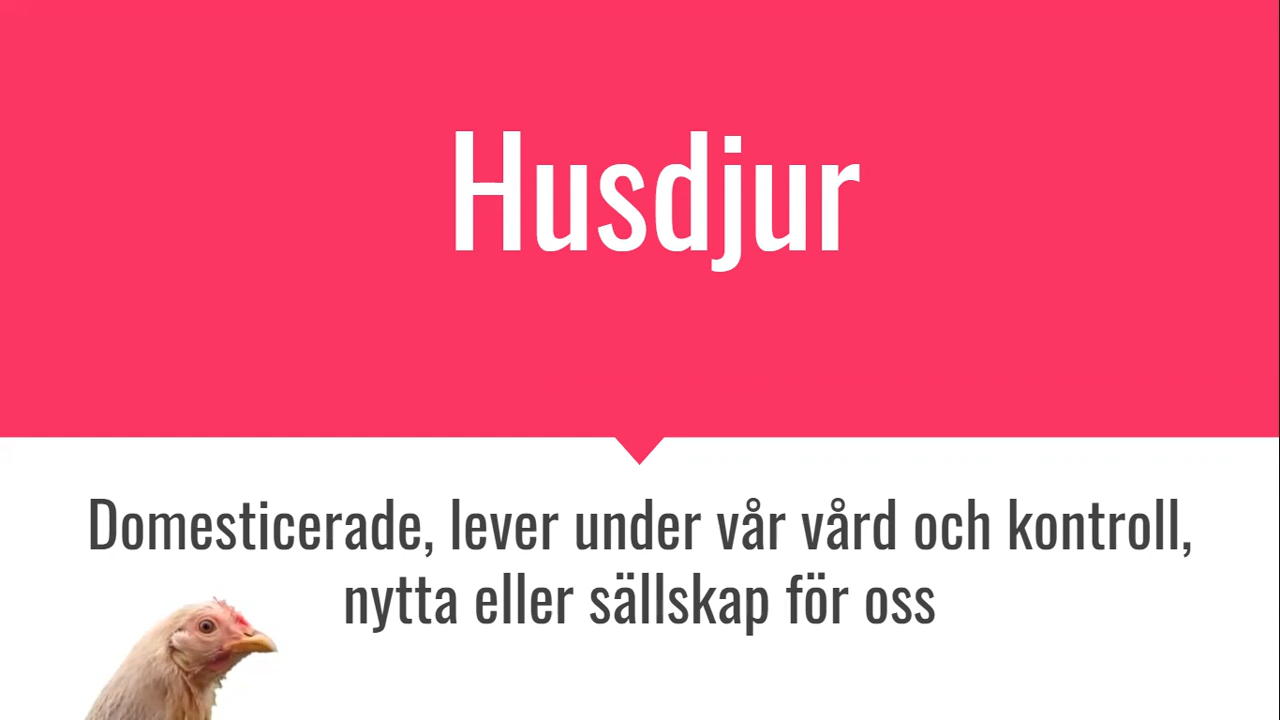 Husdjur
Domesticerade, lever under vår vård och kontroll,
nytta eller sällskap för oss